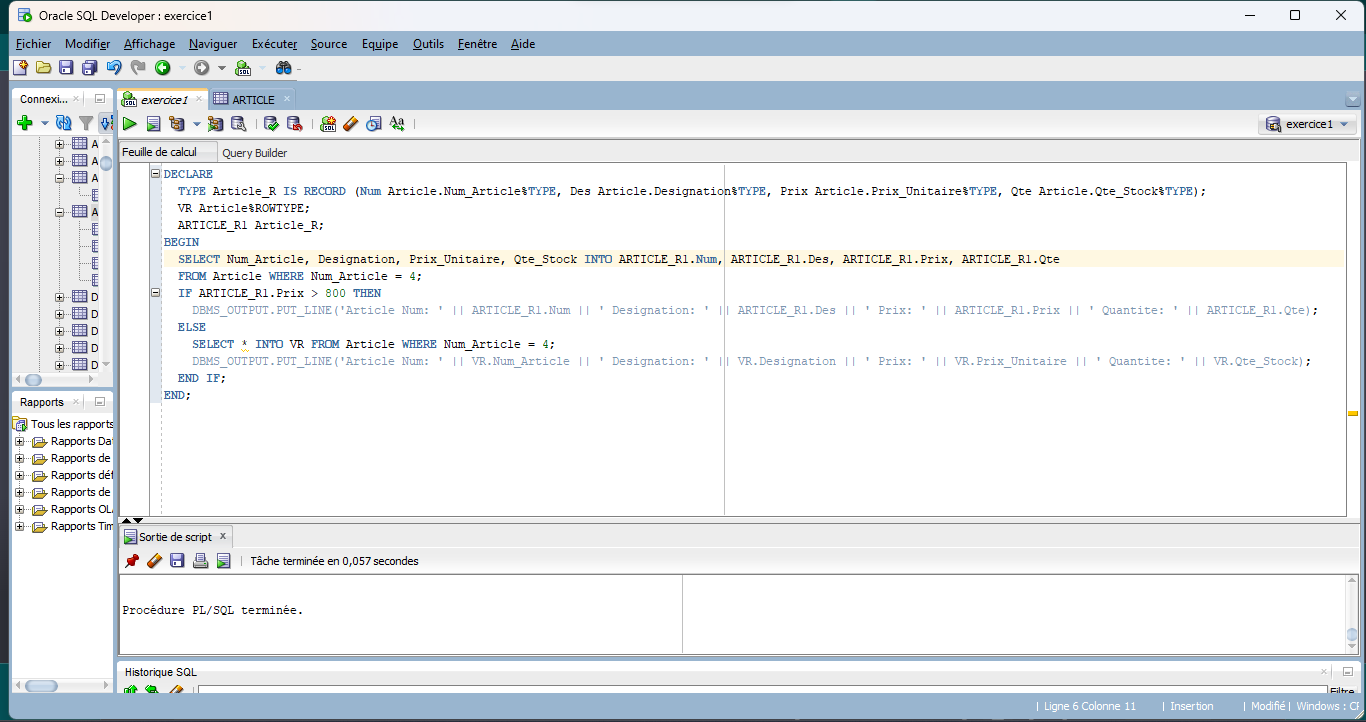 Oracle SQL Developer : exercice1
Fichier Modifier Affichage Naviguer Exécuter Source Equipe Outils Fenêtre Aide
Connexi...
exercice1
ARTICLE
exercice1
Feuille de calcul
Query Builder
A
A
A
A
D
D
D
D
D
DECLARE
TYPE Article_R IS RECORD (Num Article.Num_Article%TYPE, Des Article.Designation%TYPE, Prix Article.Prix_Unitaire%TYPE, Qte Article.Qte_Stock%TYPE);
VR Article%ROWTYPE;
ARTICLE_R1 Article_R;
BEGIN
SELECT Num_Article, Designation, Prix_Unitaire, Qte_Stock INTO ARTICLE_R1.Num, ARTICLE_R1.Des, ARTICLE_R1.Prix, ARTICLE_R1.Qte
FROM Article WHERE Num_Article = 4;
IF ARTICLE_R1.Prix > 800 THEN
DBMS_OUTPUT.PUT_LINE('Article Num: ' || ARTICLE_R1.Num || ' Designation: ' || ARTICLE_R1.Des || ' Prix: ' || ARTICLE_R1.Prix || ' Quantite: ' || ARTICLE_R1.Qte);
ELSE
SELECT * INTO VR FROM Article WHERE Num_Article = 4;
DBMS_OUTPUT.PUT_LINE('Article Num: ' || VR.Num_Article || ' Designation: ' || VR.Designation || ' Prix: ' || VR.Prix_Unitaire || ' Quantite: ' || VR.Qte_Stock);
END IF;
END;
Rapports
Tous les rapports
Rapports Da
Rapports de
Rapports déf
Rapports de
Rapports OL
Rapports Tim
Sortie de script
Tâche terminée en 0,057 secondes
Procédure PL/SQL terminée.
Historique SQL
Filtre
Ligne 6 Colonne 11 | Insertion | Modifié | Windows : C